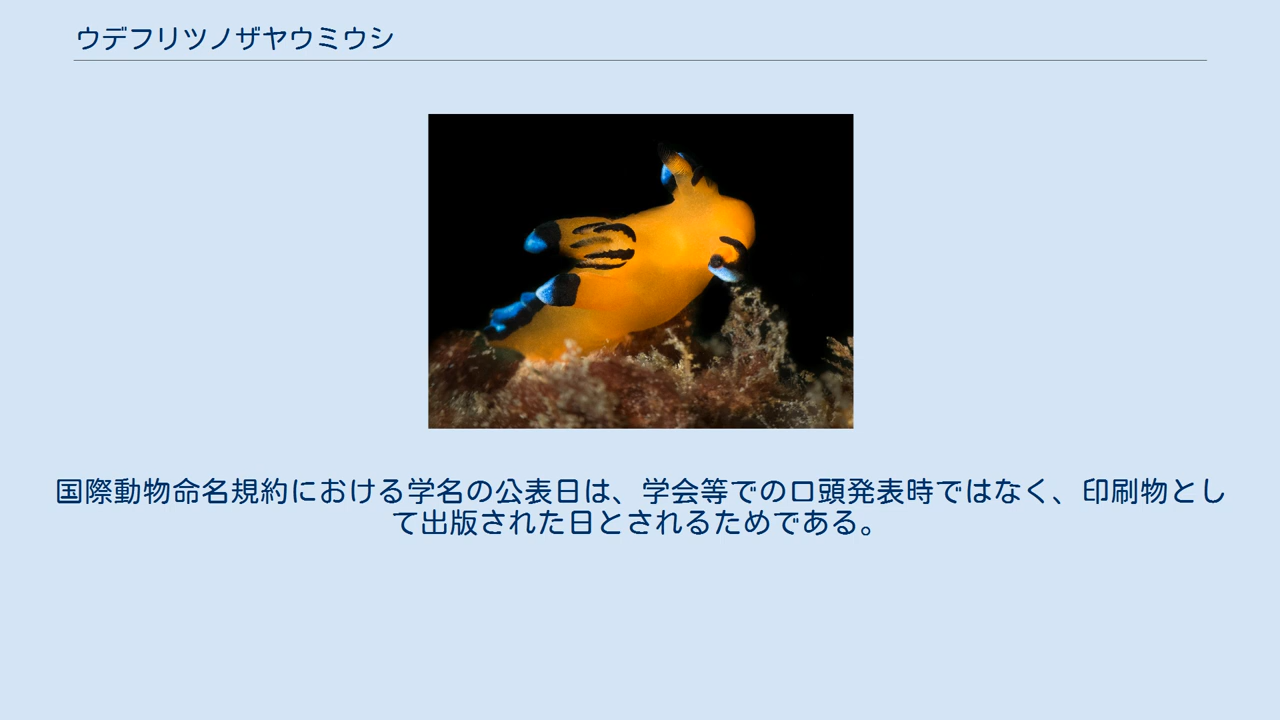 ウデフリツノザヤウミウシ
国際動物命名規約における学名の公表日は、学会等での口頭発表時ではなく、印刷物とし
て出版された日とされるためである。